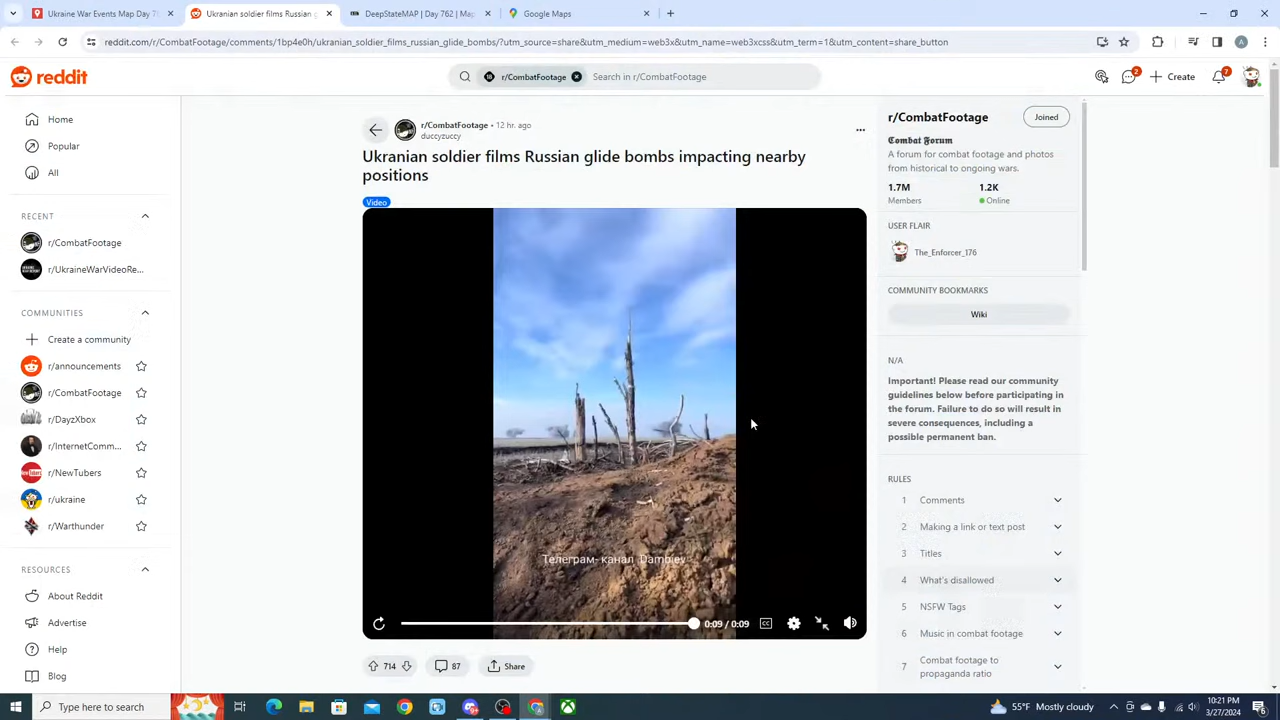 Ukraine War Events Map Day 7
Ukranian soldier films Russian g
DeepStateMAP | Day 762 | Map
Google Maps
reddit.com/r/CombatFootage/comments/1bp4e0h/ukranian_soldier_films_russian_glide_bombs/?utm_source=share&utm_medium=web3x&utm_name=web3xcss&utm_term=1&utm_content=share_button
A
reddit
r/CombatFootage
Search in r/CombatFootage
2
Create
7
Home
Popular
All
RECENT
r/CombatFootage
r/UkraineWarVideoRe...
COMMUNITIES
Create a community
r/announcements
r/CombatFootage
r/DayzXbox
r/InternetComm...
r/NewTubers
r/ukraine
r/Warthunder
RESOURCES
About Reddit
Advertise
Help
Blog
r/CombatFootage • 12 hr. ago
duccyzuccy
Ukranian soldier films Russian glide bombs impacting nearby
positions
Video
Телеграм- канал Dambiev
0:09 / 0:09
CC
714
87
Share
r/CombatFootage
Joined
Combat Forum
A forum for combat footage and photos
from historical to ongoing wars.
1.7M
1.2K
Members
Online
USER FLAIR
The_Enforcer_176
COMMUNITY BOOKMARKS
Wiki
N/A
Important! Please read our community
guidelines below before participating in
the forum. Failure to do so will result in
severe consequences, including a
possible permanent ban.
RULES
1 Comments
2 Making a link or text post
3 Titles
4 What's disallowed
5 NSFW Tags
6 Music in combat footage
7 Combat footage to
propaganda ratio
Type here to search
55°F Mostly cloudy
10:21 PM
3/27/2024